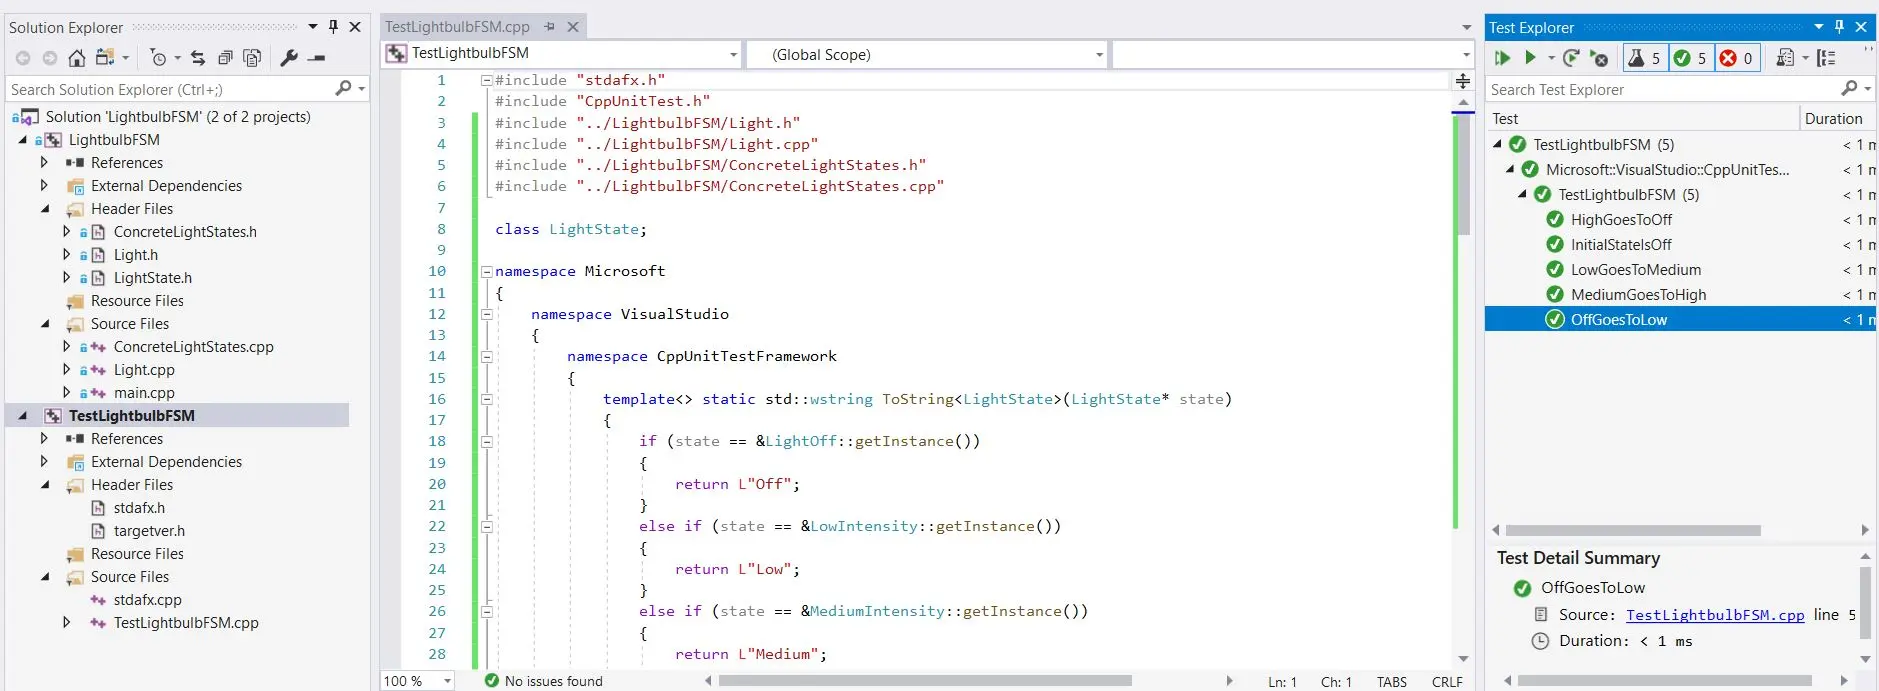 Solution Explorer
Search Solution Explorer (Ctrl+;)
Solution 'LightbulbFSM' (2 of 2 projects)
LightbulbFSM
References
External Dependencies
Header Files
ConcreteLightStates.h
Light.h
LightState.h
Resource Files
Source Files
ConcreteLightStates.cpp
Light.cpp
main.cpp
TestLightbulbFSM
References
External Dependencies
Header Files
stdafx.h
targetver.h
Resource Files
Source Files
stdafx.cpp
TestLightbulbFSM.cpp
TestLightbulbFSM.cpp
TestLightbulbFSM (Global Scope)
1 #include "stdafx.h"
2 #include "CppUnitTest.h"
3 #include "../LightbulbFSM/Light.h"
4 #include "../LightbulbFSM/Light.cpp"
5 #include "../LightbulbFSM/ConcreteLightStates.h"
6 #include "../LightbulbFSM/ConcreteLightStates.cpp"
7
8 class LightState;
9
10 namespace Microsoft
11 {
12 namespace VisualStudio
13 {
14 namespace CppUnitTestFramework
15 {
16 template<> static std::wstring ToString<LightState>(LightState* state)
17 {
18 if (state == &LightOff::getInstance())
19 {
20 return L"Off";
21 }
22 else if (state == &LowIntensity::getInstance())
23 {
24 return L"Low";
25 }
26 else if (state == &MediumIntensity::getInstance())
27 {
28 return L"Medium";
100 % No issues found Ln: 1 Ch: 1 TABS CRLF
Test Explorer
5 5 0
Search Test Explorer
Test Duration
TestLightbulbFSM (5) < 1 m
Microsoft::VisualStudio::CppUnitTes... < 1 m
TestLightbulbFSM (5) < 1 m
HighGoesToOff < 1 m
InitialStateIsOff < 1 m
LowGoesToMedium < 1 m
MediumGoesToHigh < 1 m
OffGoesToLow < 1 m
Test Detail Summary
OffGoesToLow
Source: TestLightbulbFSM.cpp line 5
Duration: < 1 ms